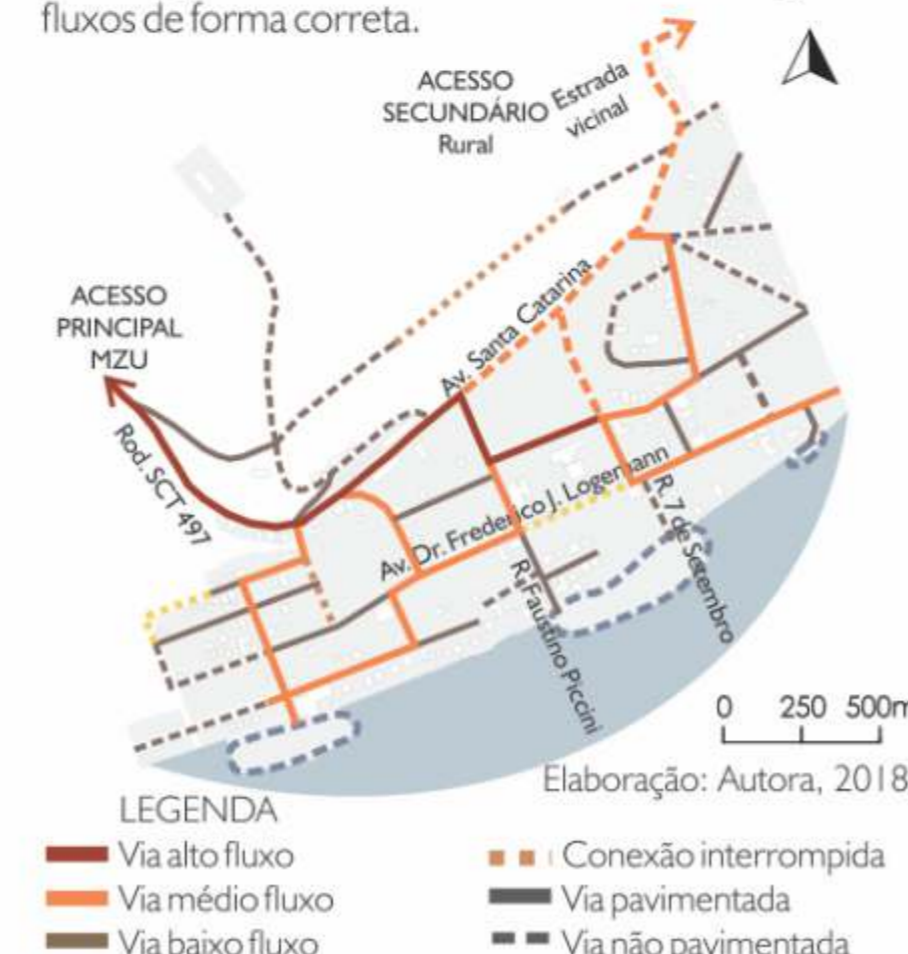 fluxos de forma correta.
ACESSO
SECUNDÁRIO
Rural
Estrada
vicinal
ACESSO
PRINCIPAL
MZU
Rod. SCT 497
Av. Santa Catarina
Av. Dr. Frederico J. Logemann
R. 7 de Setembro
R. Faustino Piccini
0 250 500m
Elaboração: Autora, 2018
LEGENDA
Via alto fluxo
Via médio fluxo
Via baixo fluxo
Conexão interrompida
Via pavimentada
Via não pavimentada